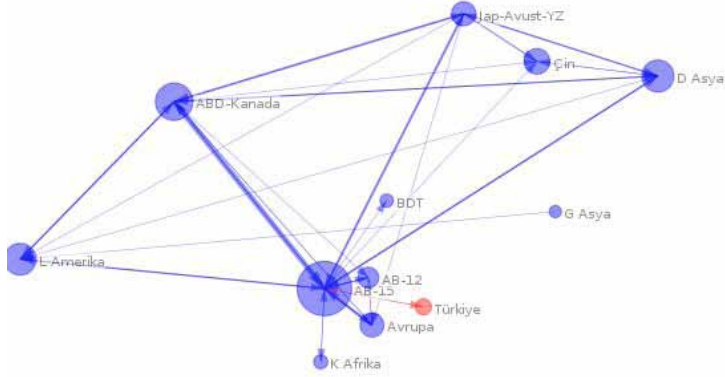 Jap-Avust-YZ
Çin
D Asya
ABD-Kanada
BDT
G Asya
L Amerika
AB-12
AB-15
Türkiye
Avrupa
K Afrika